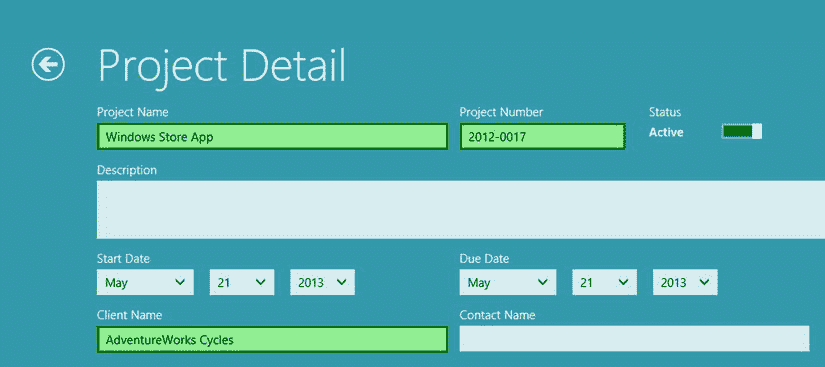 Project Detail
Project Name Project Number Status
Windows Store App 2012-0017 Active
Description
Start Date Due Date
May 21 2013 May 21 2013
Client Name Contact Name
AdventureWorks Cycles